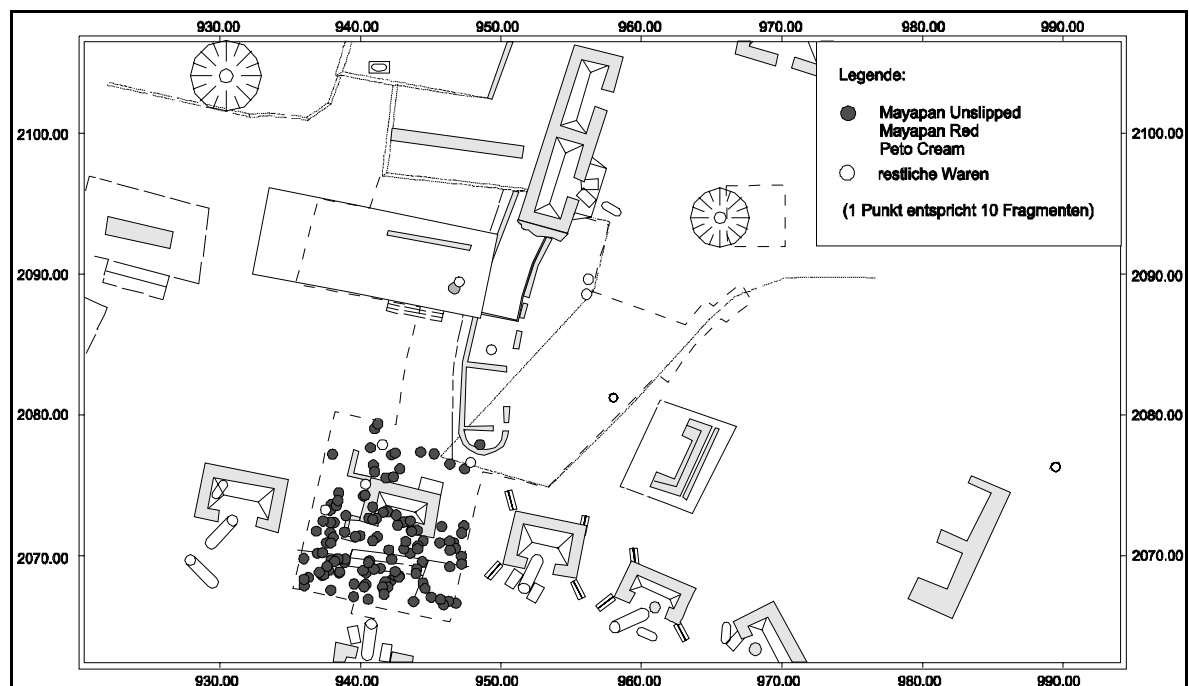 930.00 940.00 950.00 960.00 970.00 980.00 990.00
Legende:
Mayapan Unslipped
Mayapan Red
Peto Cream
restliche Waren
(1 Punkt entspricht 10 Fragmenten)
2100.00 2100.00
2090.00 2090.00
2080.00 2080.00
2070.00 2070.00
930.00 940.00 950.00 960.00 970.00 980.00 990.00